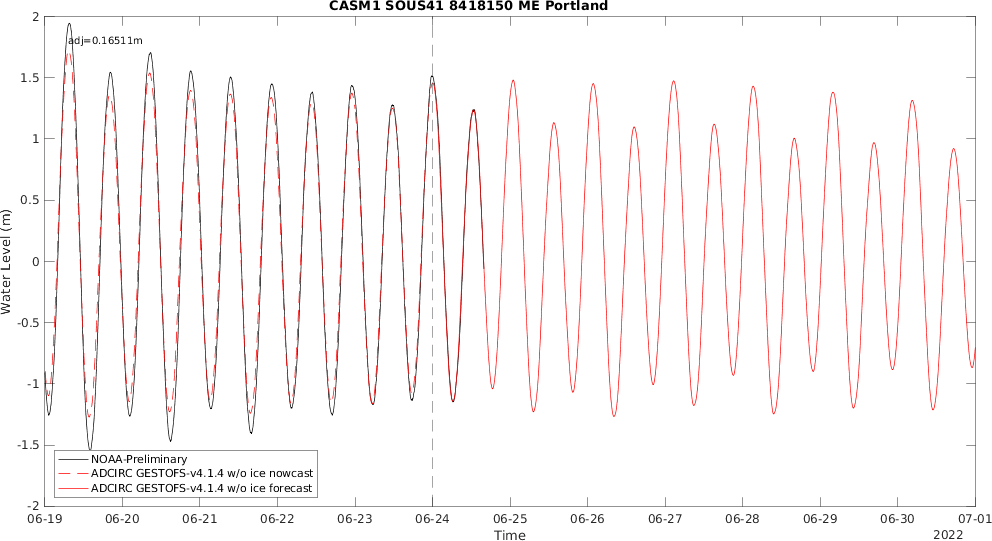 CASM1 SOUS41 8418150 ME Portland
adj=0.16511m
2
1.5
1
0.5
0
-0.5
-1
-1.5
-2
Water Level (m)
NOAA-Preliminary
ADCIRC GESTOFS-v4.1.4 w/o ice nowcast
ADCIRC GESTOFS-v4.1.4 w/o ice forecast
06-19 06-20 06-21 06-22 06-23 06-24 06-25 06-26 06-27 06-28 06-29 06-30 07-01
Time
2022